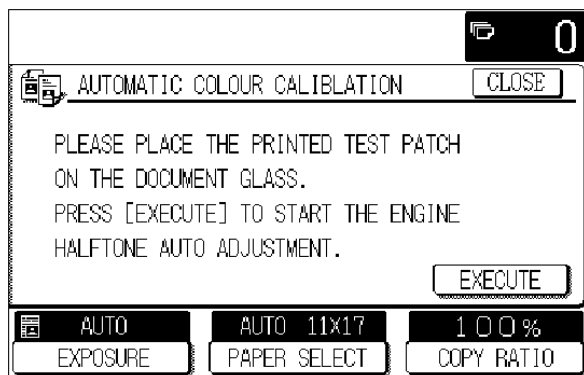 0
AUTOMATIC COLOUR CALIBLATION
CLOSE
PLEASE PLACE THE PRINTED TEST PATCH
ON THE DOCUMENT GLASS.
PRESS [EXECUTE] TO START THE ENGINE
HALFTONE AUTO ADJUSTMENT.
EXECUTE
AUTO
AUTO 11X17
100%
EXPOSURE
PAPER SELECT
COPY RATIO